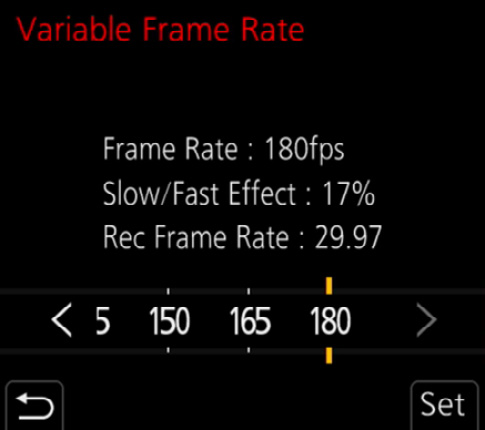 Variable Frame Rate
Frame Rate : 180fps
Slow/Fast Effect : 17%
Rec Frame Rate : 29.97
< 5 150 165 180 >
Set